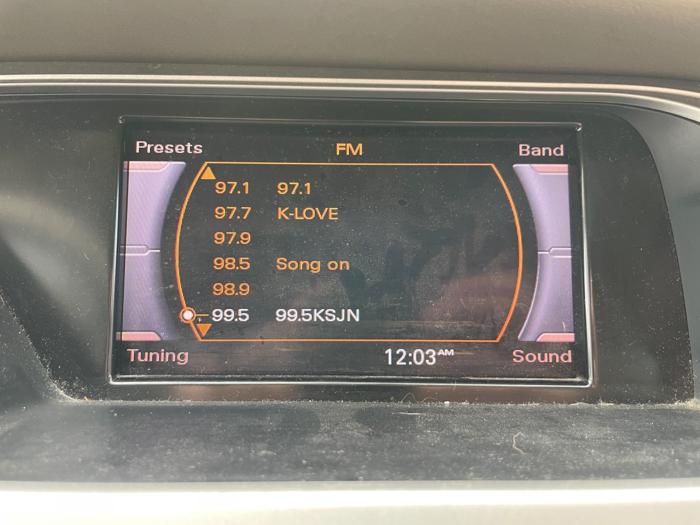 Presets FM Band
97.1 97.1
97.7 K-LOVE
97.9
98.5 Song on
98.9
99.5 99.5KSJN
Tuning 12:03AM Sound